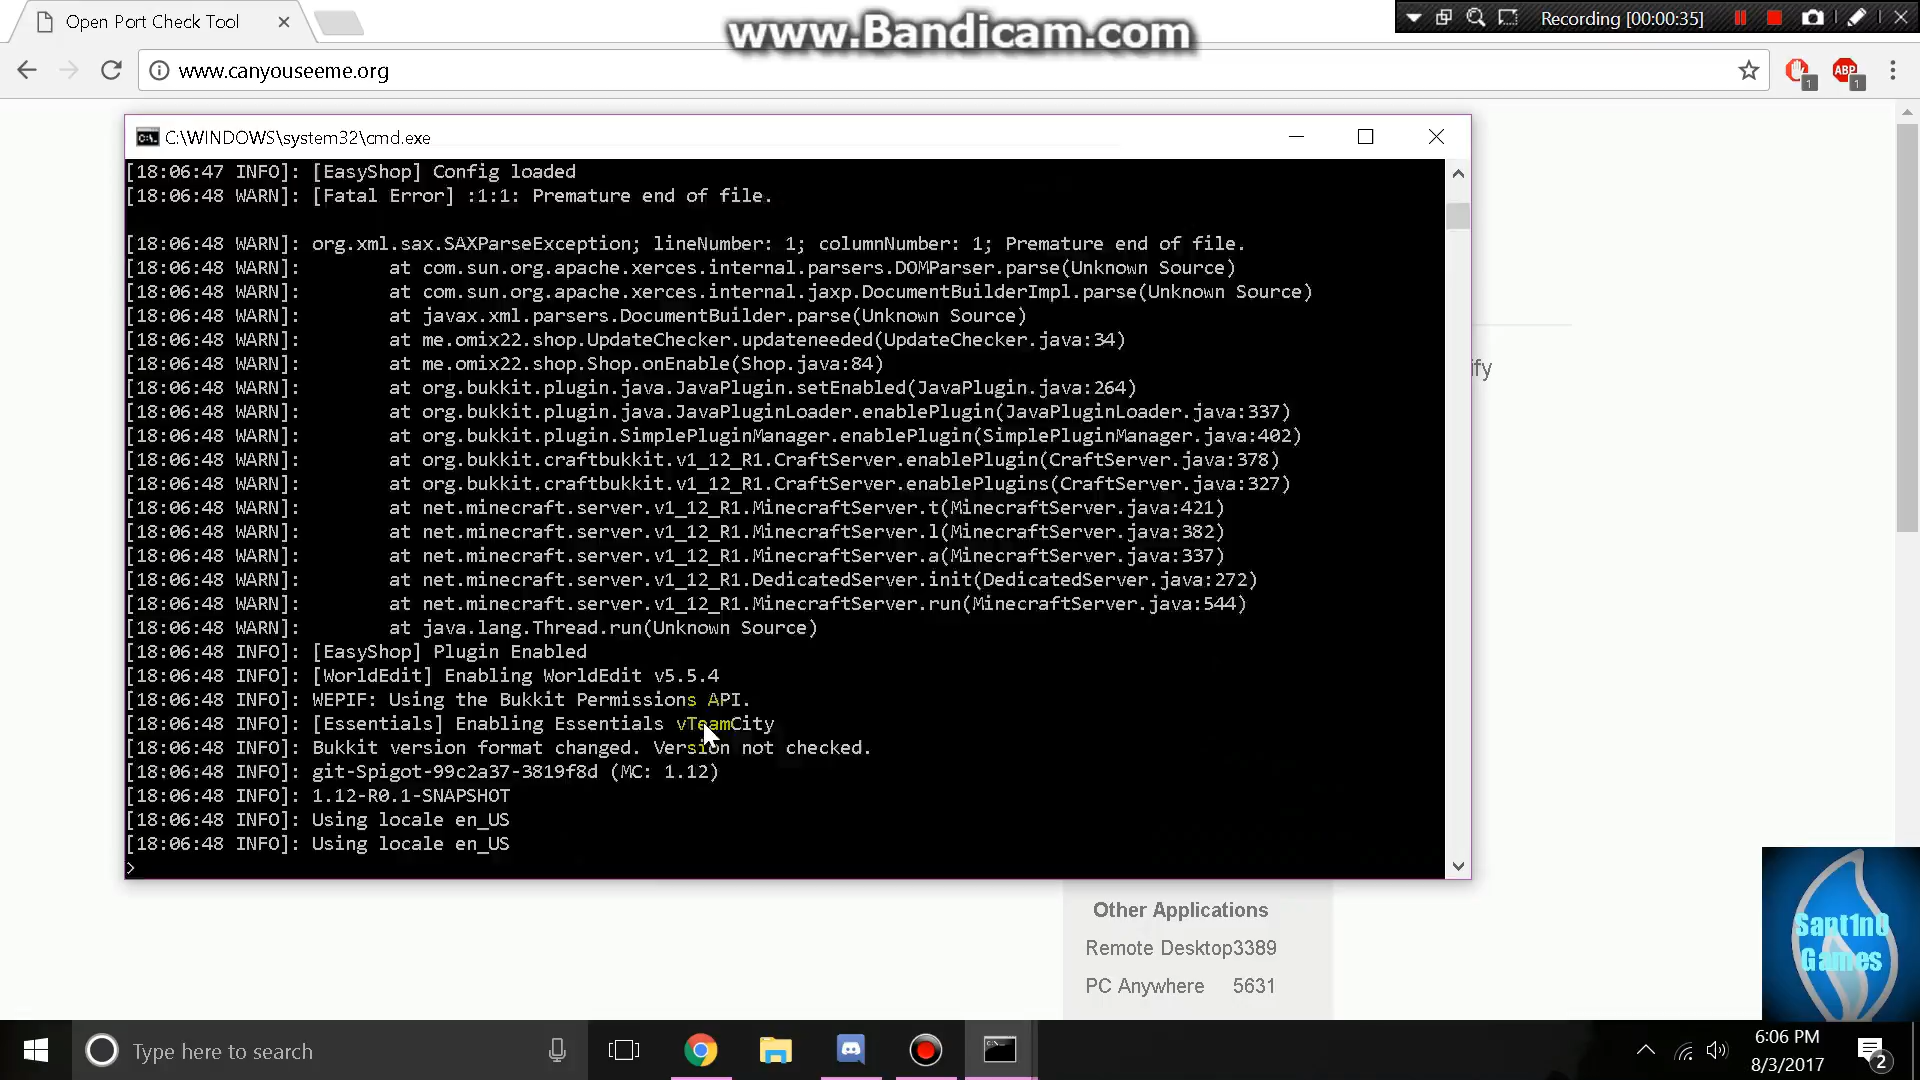 Open Port Check Tool
www.Bandicam.com
Recording [00:00:35]
www.canyouseeme.org
1
ABP
1
C:\WINDOWS\system32\cmd.exe
[18:06:47 INFO]: [EasyShop] Config loaded
[18:06:48 WARN]: [Fatal Error] :1:1: Premature end of file.
[18:06:48 WARN]: org.xml.sax.SAXParseException; lineNumber: 1; columnNumber: 1; Premature end of file.
[18:06:48 WARN]: at com.sun.org.apache.xerces.internal.parsers.DOMParser.parse(Unknown Source)
[18:06:48 WARN]: at com.sun.org.apache.xerces.internal.jaxp.DocumentBuilderImpl.parse(Unknown Source)
[18:06:48 WARN]: at javax.xml.parsers.DocumentBuilder.parse(Unknown Source)
[18:06:48 WARN]: at me.omix22.shop.UpdateChecker.updateneeded(UpdateChecker.java:34)
[18:06:48 WARN]: at me.omix22.shop.Shop.onEnable(Shop.java:84)
[18:06:48 WARN]: at org.bukkit.plugin.java.JavaPlugin.setEnabled(JavaPlugin.java:264)
[18:06:48 WARN]: at org.bukkit.plugin.java.JavaPluginLoader.enablePlugin(JavaPluginLoader.java:337)
[18:06:48 WARN]: at org.bukkit.plugin.SimplePluginManager.enablePlugin(SimplePluginManager.java:402)
[18:06:48 WARN]: at org.bukkit.craftbukkit.v1_12_R1.CraftServer.enablePlugin(CraftServer.java:378)
[18:06:48 WARN]: at org.bukkit.craftbukkit.v1_12_R1.CraftServer.enablePlugins(CraftServer.java:327)
[18:06:48 WARN]: at net.minecraft.server.v1_12_R1.MinecraftServer.t(MinecraftServer.java:421)
[18:06:48 WARN]: at net.minecraft.server.v1_12_R1.MinecraftServer.l(MinecraftServer.java:382)
[18:06:48 WARN]: at net.minecraft.server.v1_12_R1.MinecraftServer.a(MinecraftServer.java:337)
[18:06:48 WARN]: at net.minecraft.server.v1_12_R1.DedicatedServer.init(DedicatedServer.java:272)
[18:06:48 WARN]: at net.minecraft.server.v1_12_R1.MinecraftServer.run(MinecraftServer.java:544)
[18:06:48 WARN]: at java.lang.Thread.run(Unknown Source)
[18:06:48 INFO]: [EasyShop] Plugin Enabled
[18:06:48 INFO]: [WorldEdit] Enabling WorldEdit v5.5.4
[18:06:48 INFO]: WEPIF: Using the Bukkit Permissions API.
[18:06:48 INFO]: [Essentials] Enabling Essentials vTeamCity
[18:06:48 INFO]: Bukkit version format changed. Version not checked.
[18:06:48 INFO]: git-Spigot-99c2a37-3819f8d (MC: 1.12)
[18:06:48 INFO]: 1.12-R0.1-SNAPSHOT
[18:06:48 INFO]: Using locale en_US
[18:06:48 INFO]: Using locale en_US
>
ify
Other Applications
Remote Desktop3389
PC Anywhere 5631
Sant1n0
Games
Type here to search
6:06 PM
8/3/2017
2